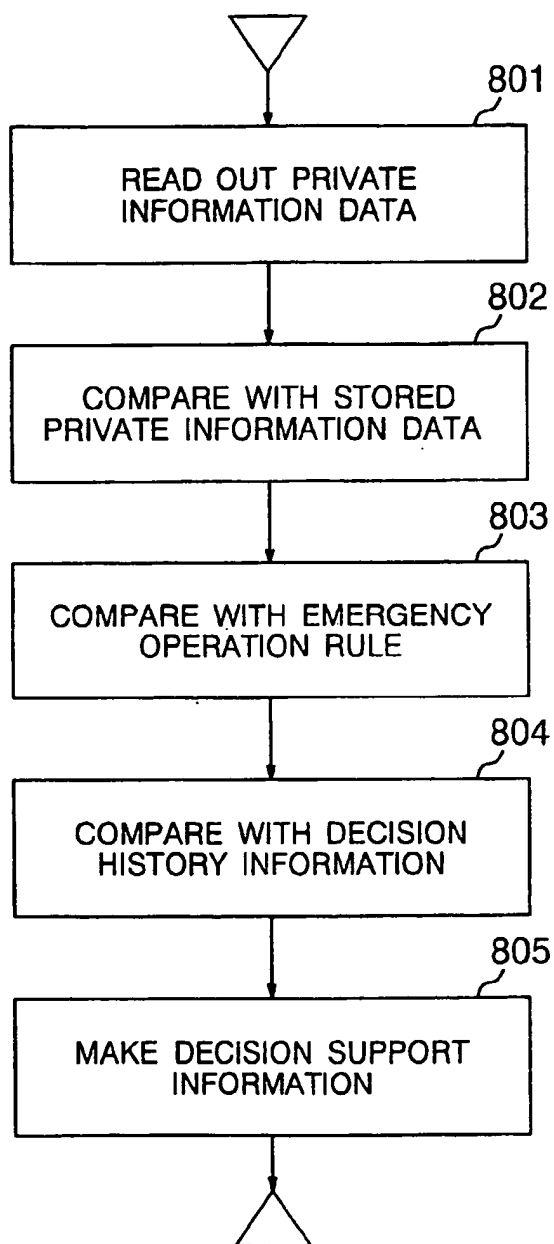 801
READ OUT PRIVATE
INFORMATION DATA
802
COMPARE WITH STORED
PRIVATE INFORMATION DATA
803
COMPARE WITH EMERGENCY
OPERATION RULE
804
COMPARE WITH DECISION
HISTORY INFORMATION
805
MAKE DECISION SUPPORT
INFORMATION